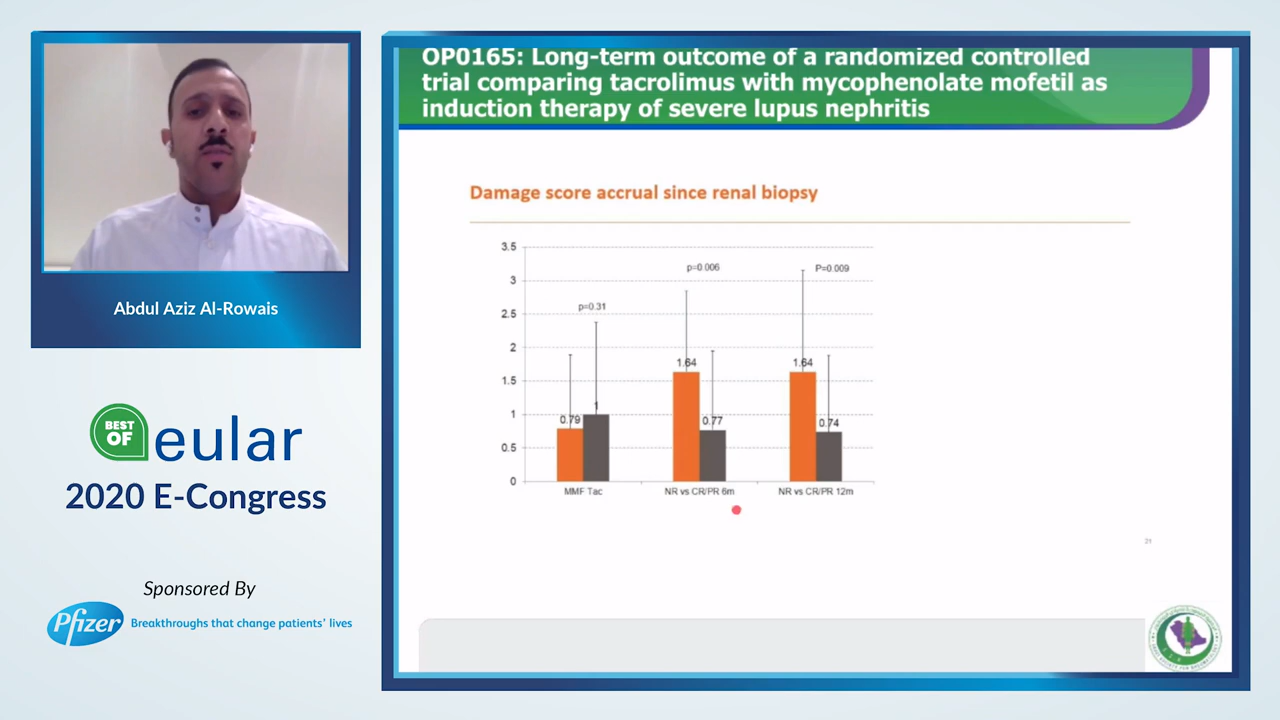 OP0165: Long-term outcome of a randomized controlled
trial comparing tacrolimus with mycophenolate mofetil as
induction therapy of severe lupus nephritis
Damage score accrual since renal biopsy
3.5
3
2.5
2
1.5
1
0.5
0
p=0.31
p=0.006
P=0.009
0.79
1
1.64
0.77
1.64
0.74
MMF Tac
NR vs CR/PR 6m
NR vs CR/PR 12m
21
Abdul Aziz Al-Rowais
BEST
OF
eular
2020 E-Congress
Sponsored By
Pfizer
Breakthroughs that change patients' lives